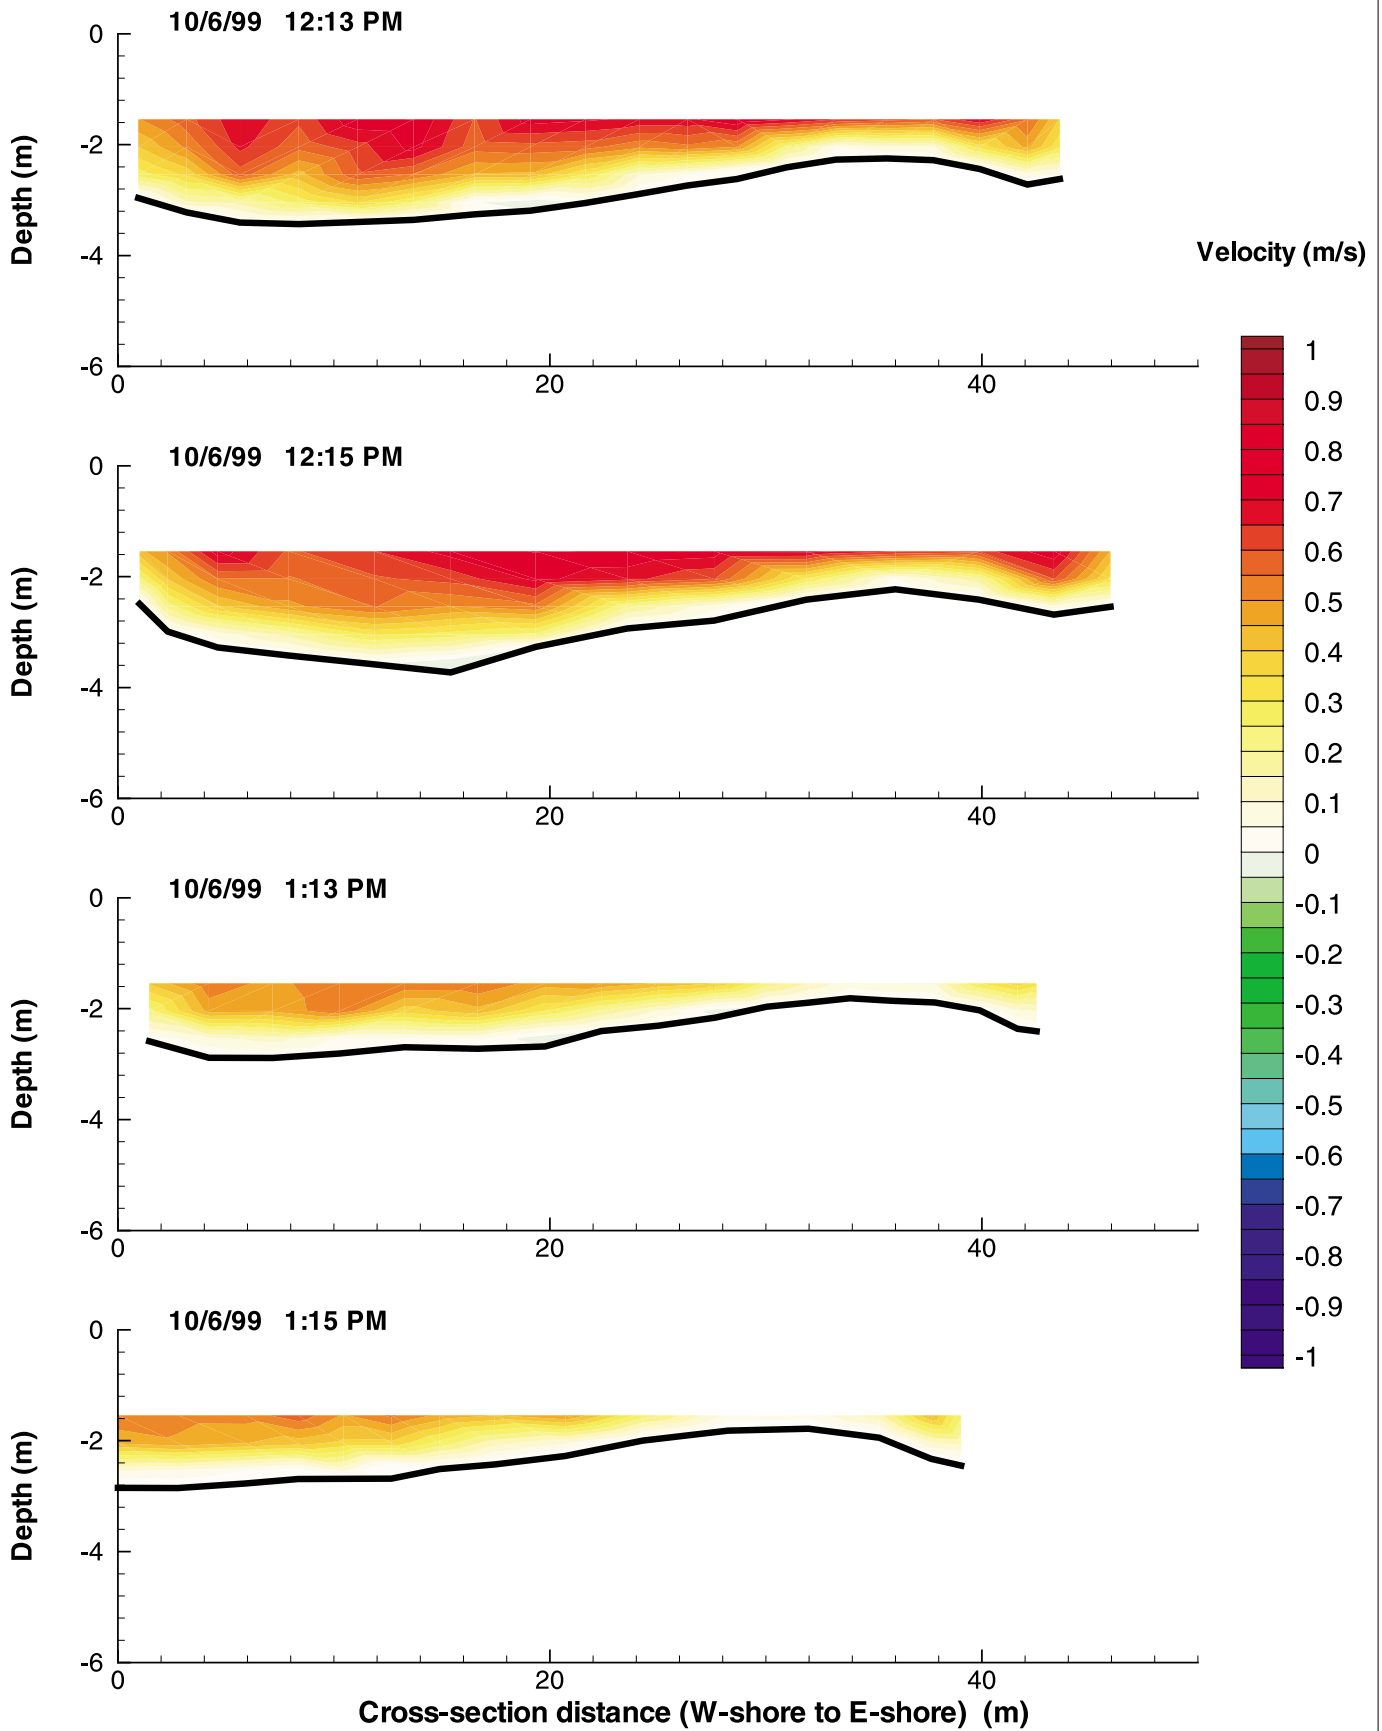 10/6/99 12:13 PM
0
-2
-4
-6
Depth (m)
0 20 40
Velocity (m/s)
1
0.9
0.8
0.7
0.6
0.5
0.4
0.3
0.2
0.1
0
-0.1
-0.2
-0.3
-0.4
-0.5
-0.6
-0.7
-0.8
-0.9
-1
10/6/99 12:15 PM
0
-2
-4
-6
Depth (m)
0 20 40
10/6/99 1:13 PM
0
-2
-4
-6
Depth (m)
0 20 40
10/6/99 1:15 PM
0
-2
-4
-6
Depth (m)
0 20 40
Cross-section distance (W-shore to E-shore) (m)